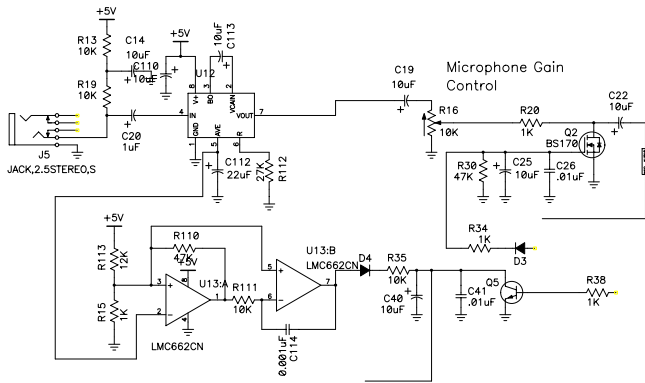 +5V
R13
10K
C14
10uF
R19
10K
C110
10uF
+5V
10uF
C113
U12
8
V+
3
BO
2
VCAIN
4
IN
VOUT
7
GND
AVE
R
1
5
6
C20
1uF
J5
JACK,2.5STEREO,S
C112
22uF
27K
R112
C19
10uF
Microphone Gain
Control
R16
10K
R20
1K
Q2
BS170
C22
10uF
R30
47K
C25
10uF
C26
.01uF
R34
1K
D3
+5V
R113
12K
R15
1K
R110
47K
+5V
8
3
2
1
4
U13:A
LMC662CN
R111
10K
5
6
7
U13:B
LMC662CN
0.001uF
C114
D4
R35
10K
C40
10uF
C41
.01uF
Q5
R38
1K